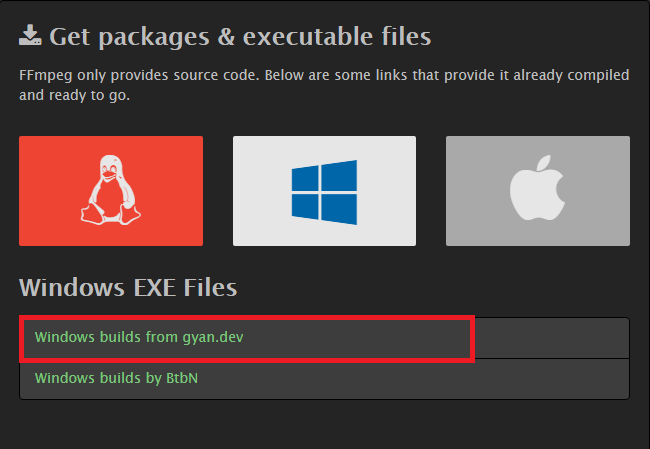 Get packages & executable files
FFmpeg only provides source code. Below are some links that provide it already compiled
and ready to go.
Windows EXE Files
Windows builds from gyan.dev
Windows builds by BtbN